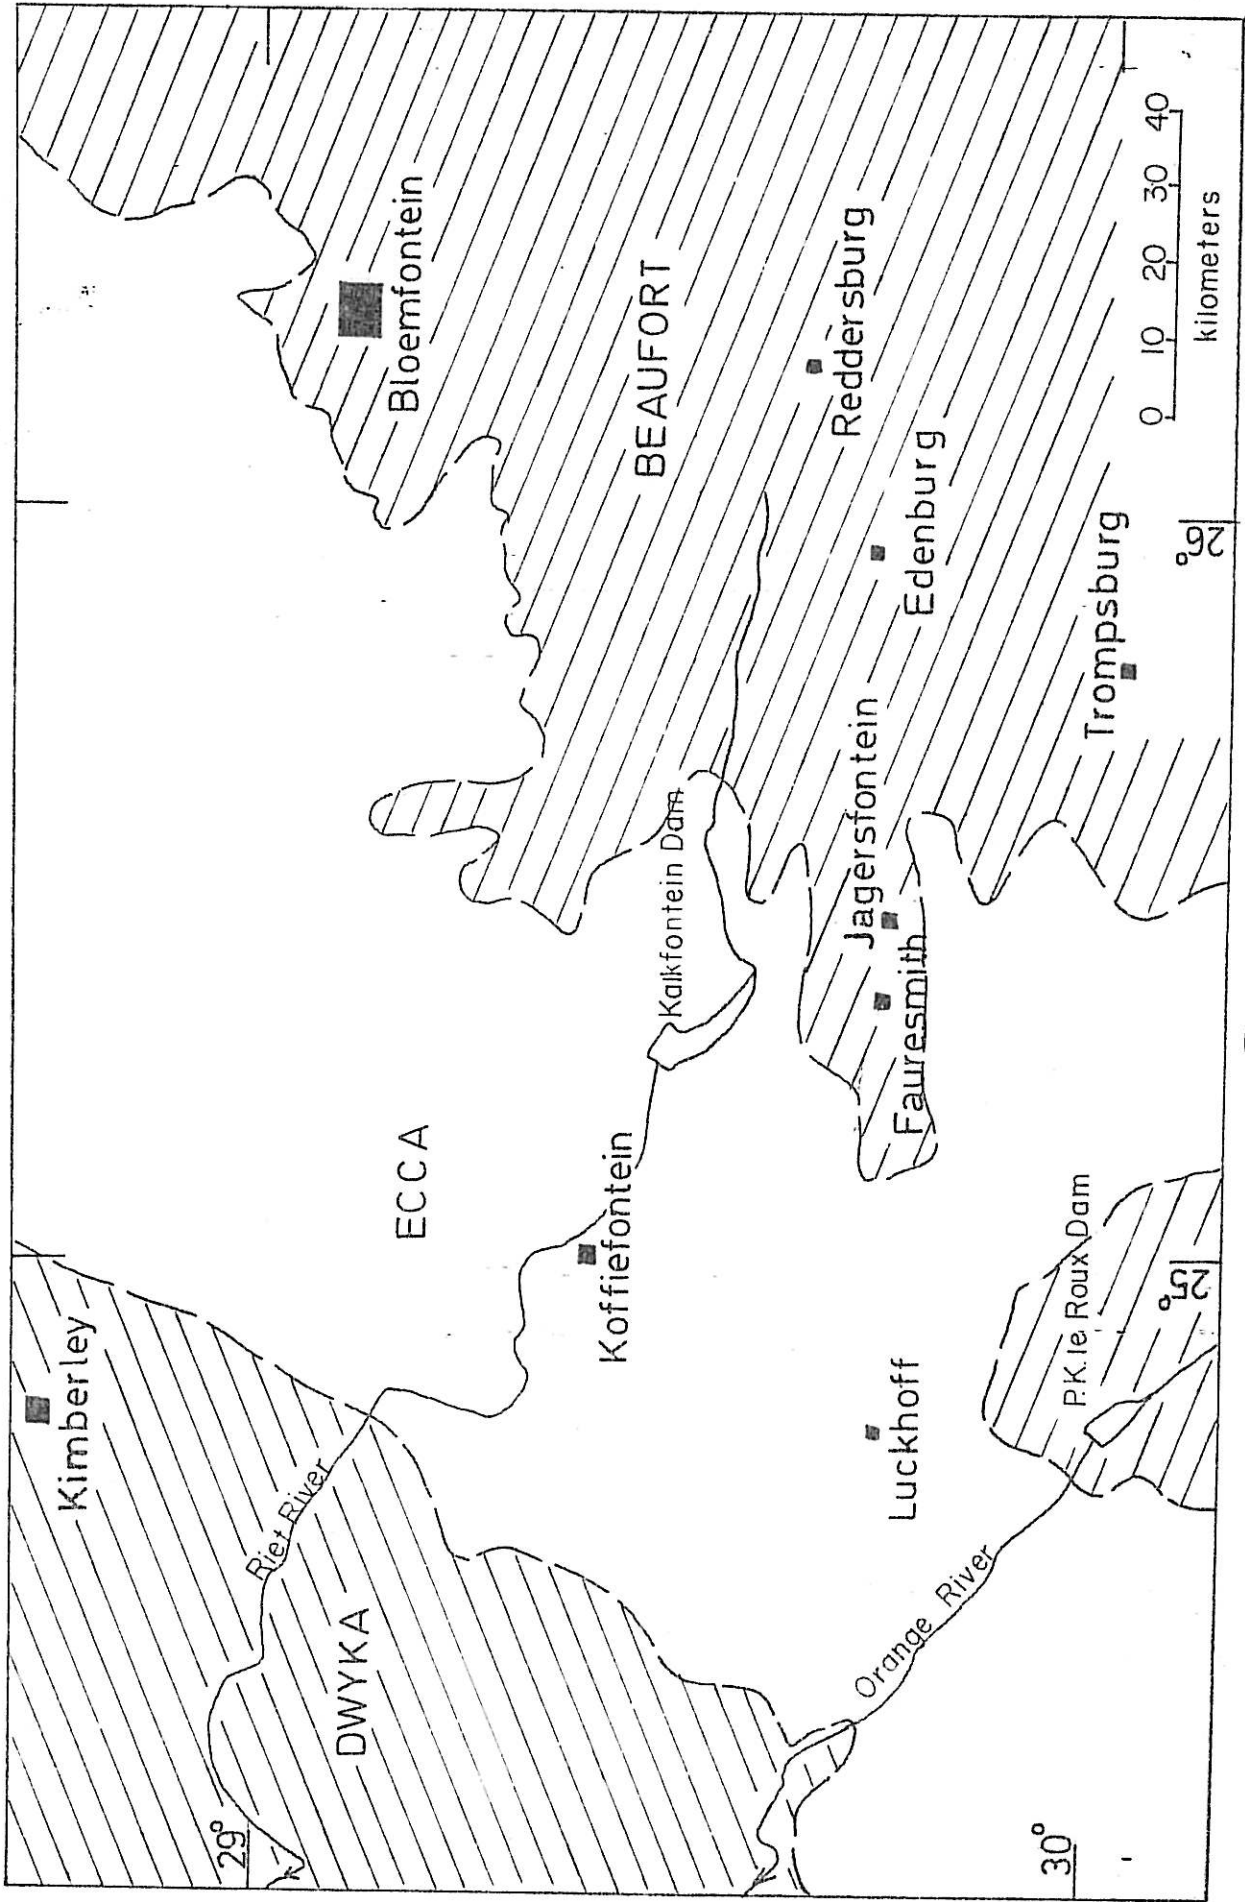 Kimberley
Bloemfontein
29°
Riet River
DWYKA
ECCA
BEAUFORT
Koffiefontein
Kalkfontein Dam
Reddersburg
Jagersfontein
Edenburg
Fauresmith
Luckhoff
Orange River
Trompsburg
P.K. le Roux Dam
30°
25°
26°
0 10 20 30 40
kilometers